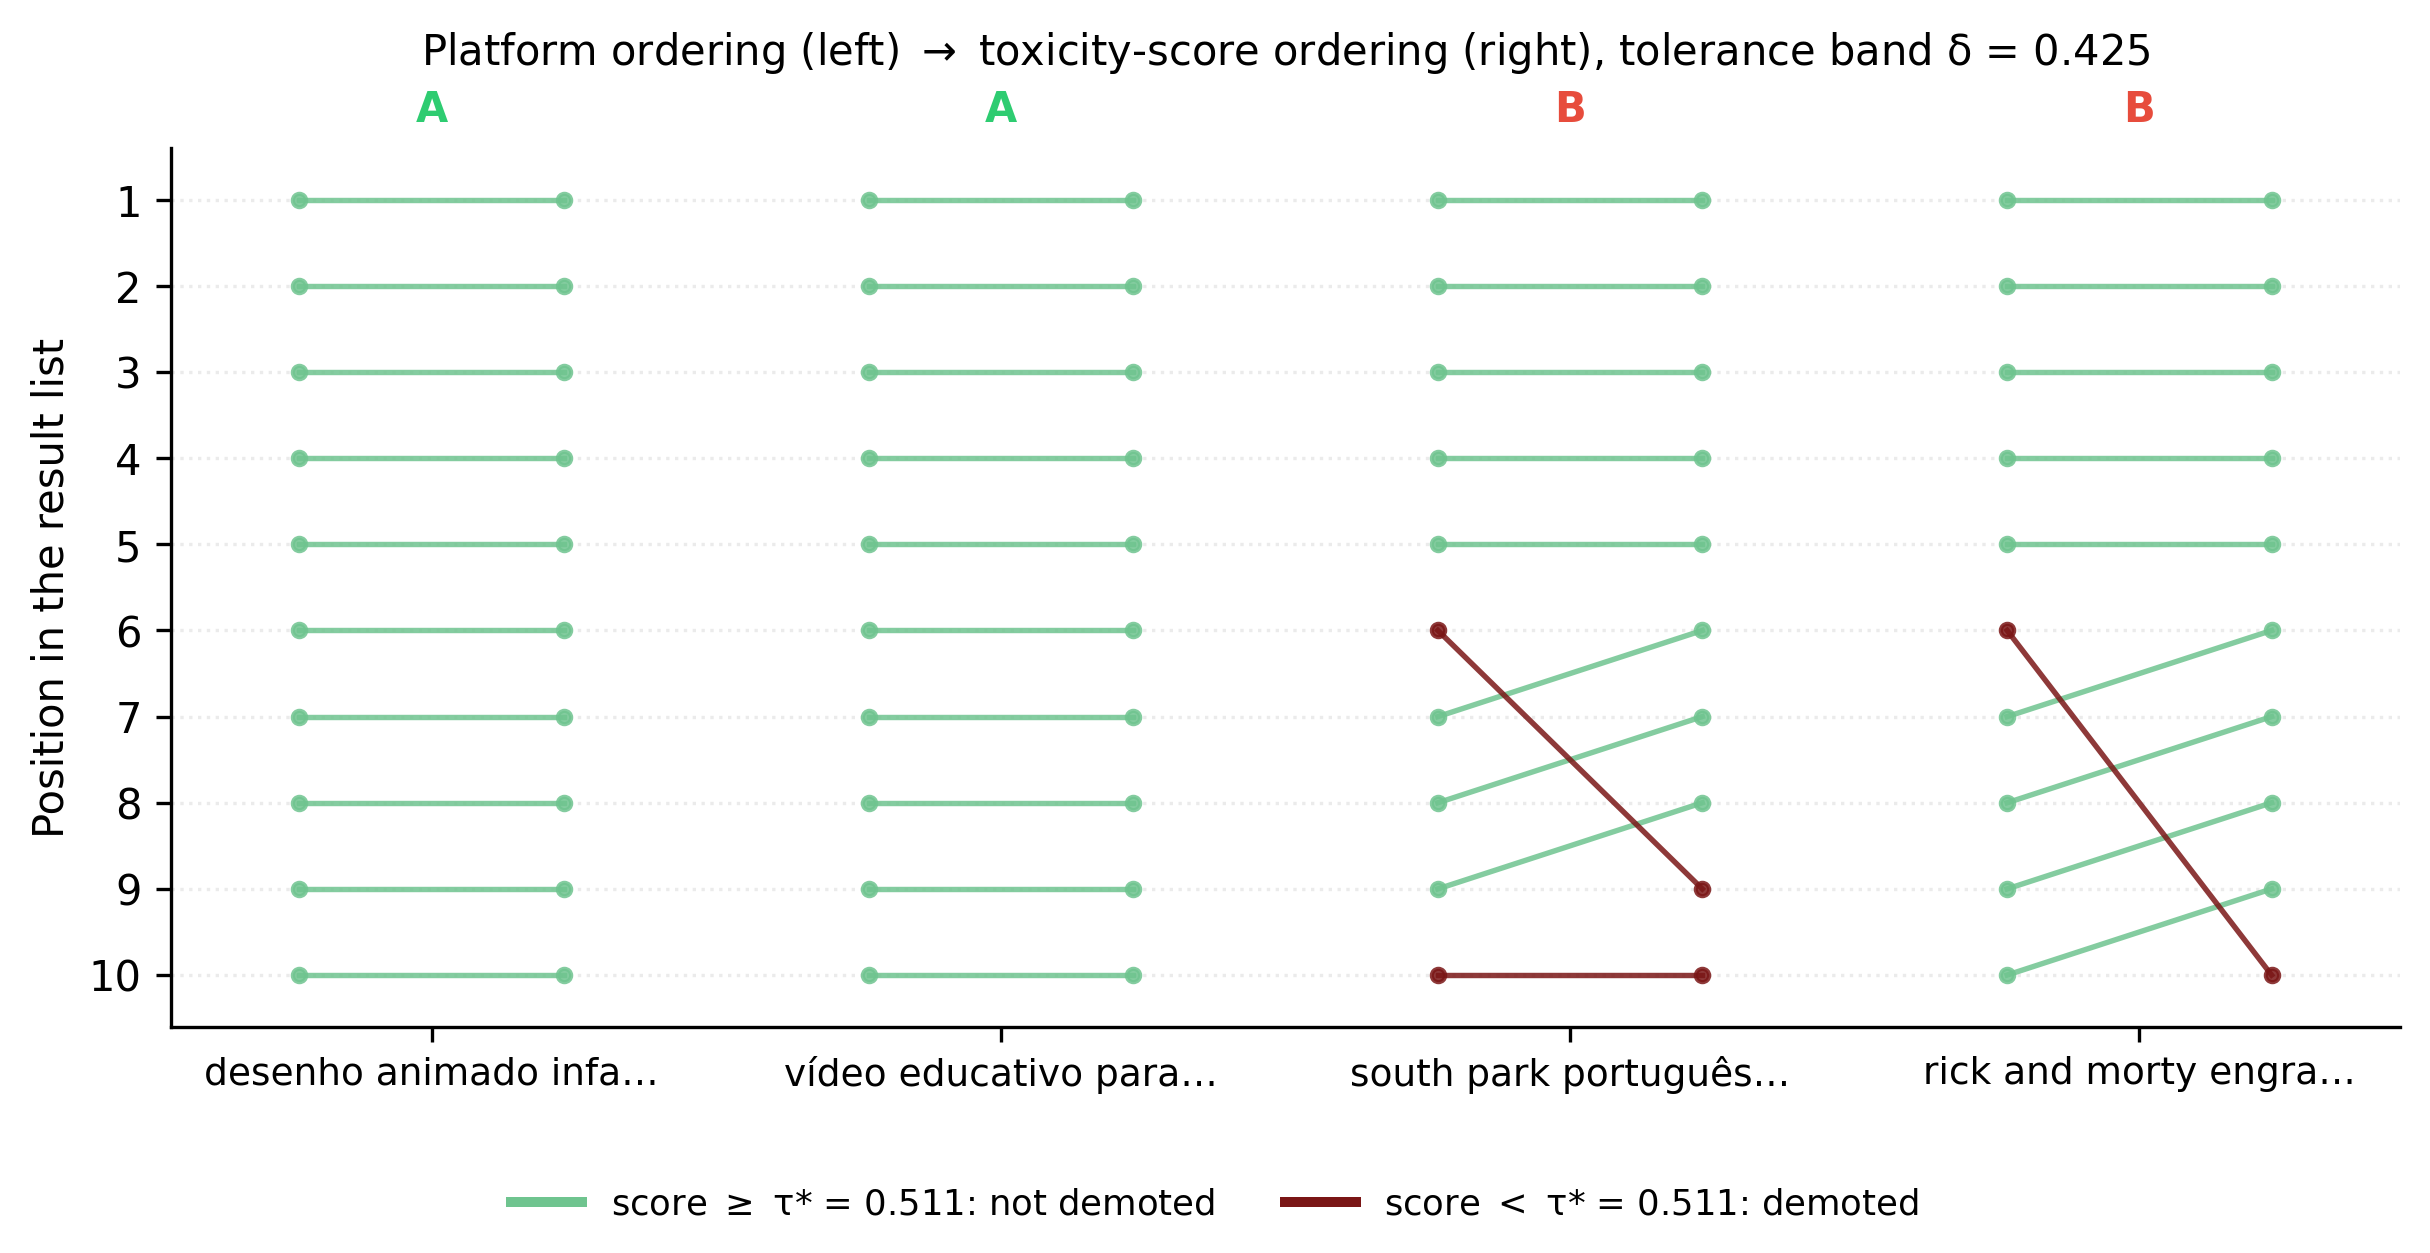 Platform ordering (left) → toxicity-score ordering (right), tolerance band δ = 0.425
A A B B
Position in the result list
1
2
3
4
5
6
7
8
9
10
desenho animado infa... vídeo educativo para... south park português... rick and morty engra...
score ≥ τ* = 0.511: not demoted score < τ* = 0.511: demoted